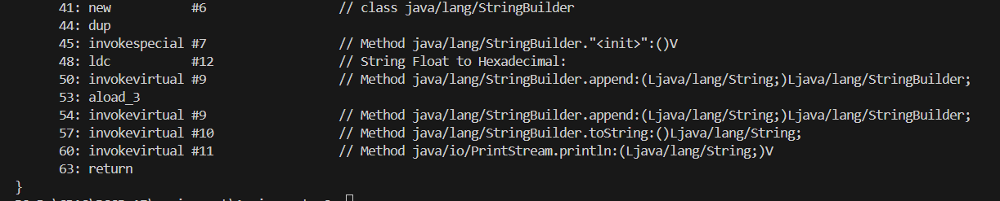 41: new #6 // class java/lang/StringBuilder
44: dup
45: invokespecial #7 // Method java/lang/StringBuilder."<init>":()V
48: ldc #12 // String Float to Hexadecimal:
50: invokevirtual #9 // Method java/lang/StringBuilder.append:(Ljava/lang/String;)Ljava/lang/StringBuilder;
53: aload_3
54: invokevirtual #9 // Method java/lang/StringBuilder.append:(Ljava/lang/String;)Ljava/lang/StringBuilder;
57: invokevirtual #10 // Method java/lang/StringBuilder.toString:()Ljava/lang/String;
60: invokevirtual #11 // Method java/io/PrintStream.println:(Ljava/lang/String;)V
63: return
}